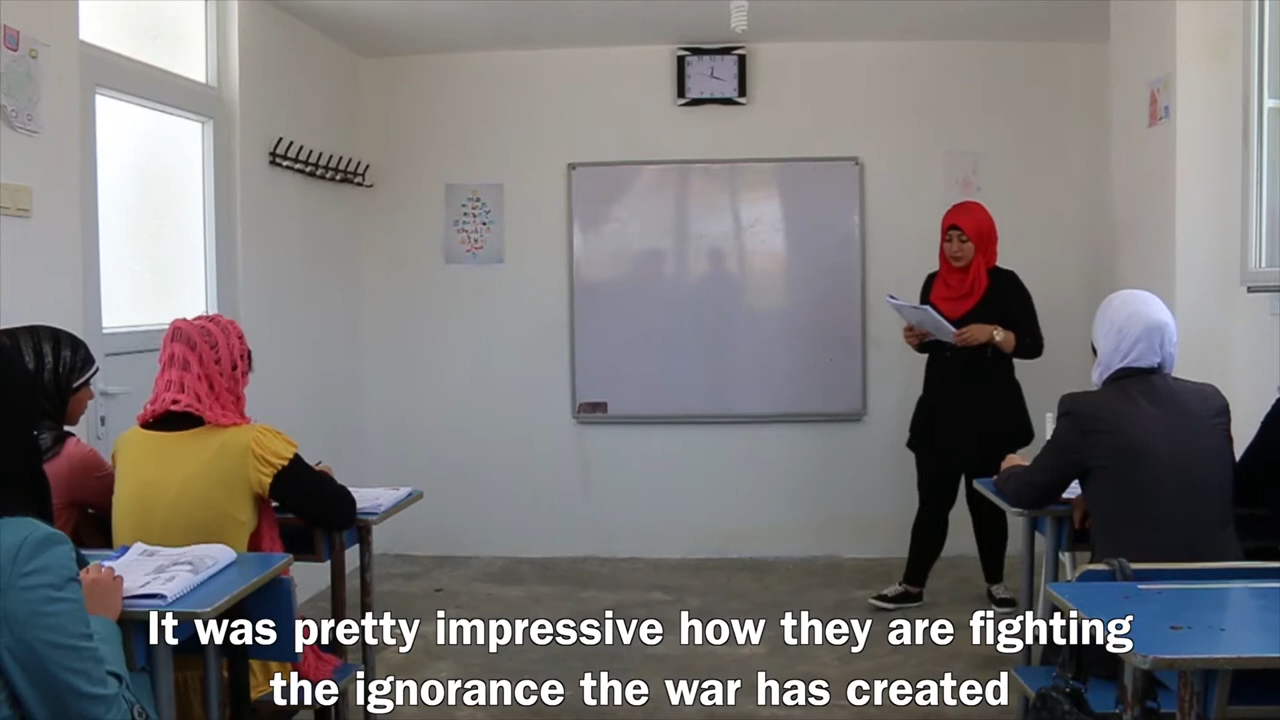 It was pretty impressive how they are fighting
the ignorance the war has created